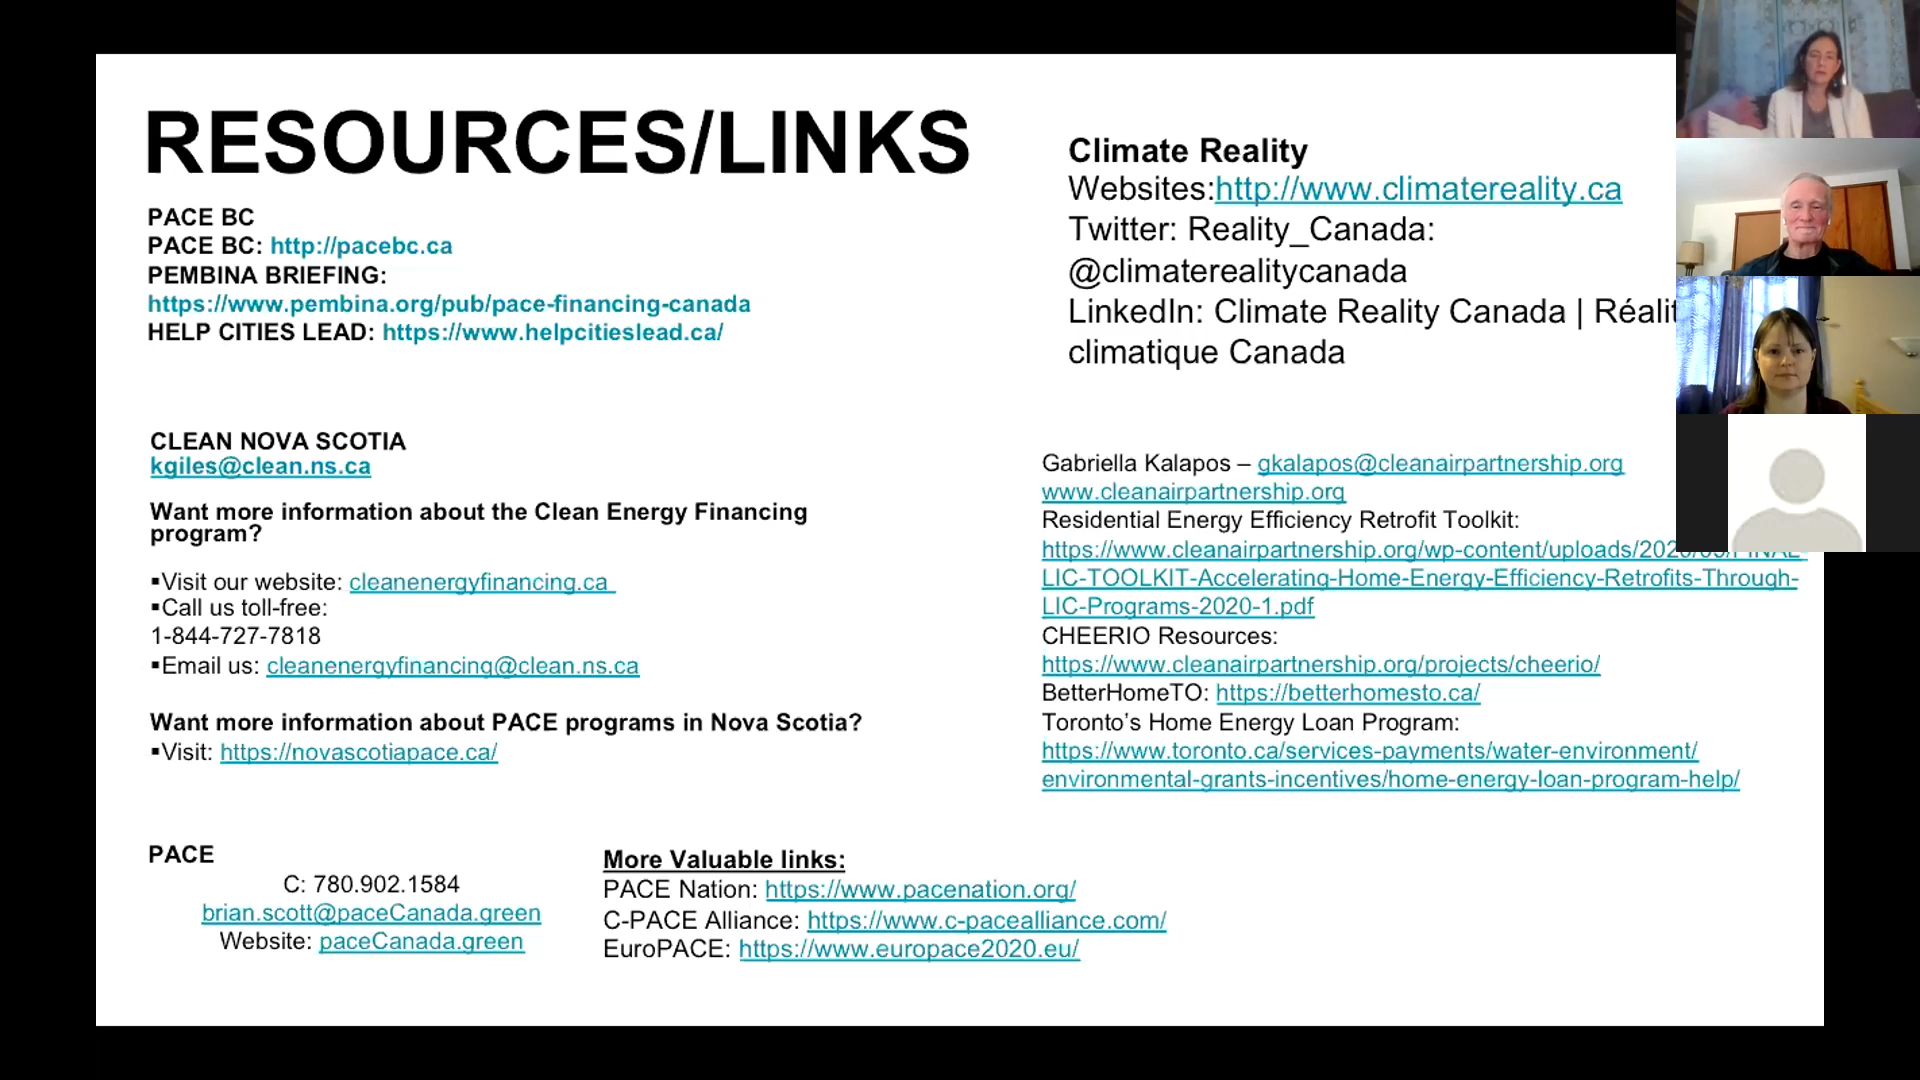 RESOURCES/LINKS
PACE BC
PACE BC: http://pacebc.ca
PEMBINA BRIEFING:
https://www.pembina.org/pub/pace-financing-canada
HELP CITIES LEAD: https://www.helpcitieslead.ca/
Climate Reality
Websites:http://www.climatereality.ca
Twitter: Reality_Canada:
@climaterealitycanada
LinkedIn: Climate Reality Canada |
climatique Canada
CLEAN NOVA SCOTIA
kgiles@clean.ns.ca
Want more information about the Clean Energy Financing
program?
▪Visit our website: cleanenergyfinancing.ca
▪Call us toll-free:
1-844-727-7818
▪Email us: cleanenergyfinancing@clean.ns.ca
Want more information about PACE programs in Nova Scotia?
▪Visit: https://novascotiapace.ca/
Gabriella Kalapos – gkalapos@cleanairpartnership.org
www.cleanairpartnership.org
Residential Energy Efficiency Retrofit Toolkit:
https://www.cleanairpartnership.org/wp-content/uploads/
LIC-TOOLKIT-Accelerating-Home-Energy-Efficiency-Retrofits-Through-
LIC-Programs-2020-1.pdf
CHEERIO Resources:
https://www.cleanairpartnership.org/projects/cheerio/
BetterHomeTO: https://betterhomesto.ca/
Toronto’s Home Energy Loan Program:
https://www.toronto.ca/services-payments/water-environment/
environmental-grants-incentives/home-energy-loan-program-help/
PACE
C: 780.902.1584
brian.scott@paceCanada.green
Website: paceCanada.green
More Valuable links:
PACE Nation: https://www.pacenation.org/
C-PACE Alliance: https://www.c-pacealliance.com/
EuroPACE: https://www.europace2020.eu/